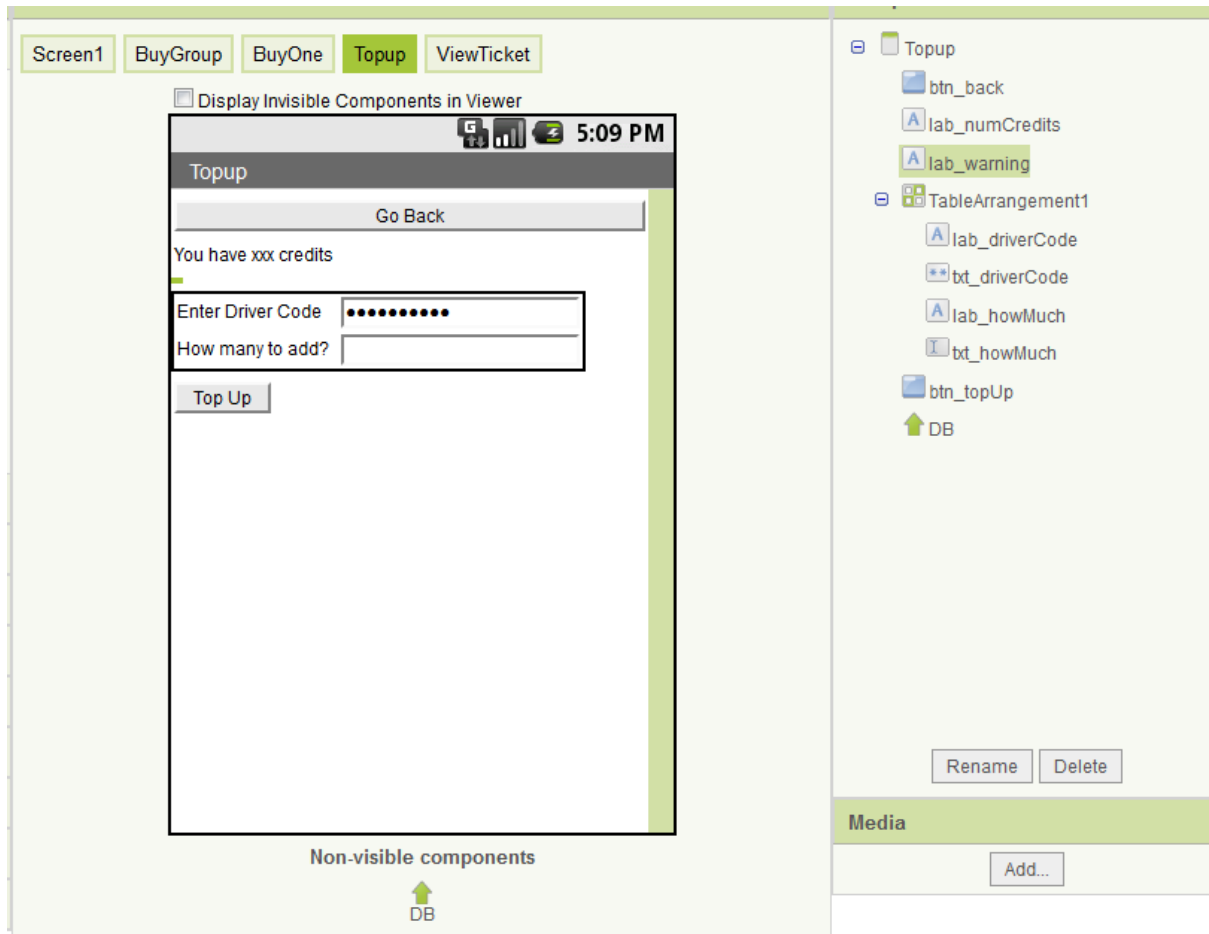 Screen1 BuyGroup BuyOne Topup ViewTicket
Display Invisible Components in Viewer
G 5:09 PM
Topup
Go Back
You have xxx credits
Enter Driver Code ••••••••••
How many to add?
Top Up
Non-visible components
DB
Topup
btn_back
A lab_numCredits
A lab_warning
TableArrangement1
A lab_driverCode
** txt_driverCode
A lab_howMuch
I txt_howMuch
btn_topUp
DB
Rename Delete
Media
Add...